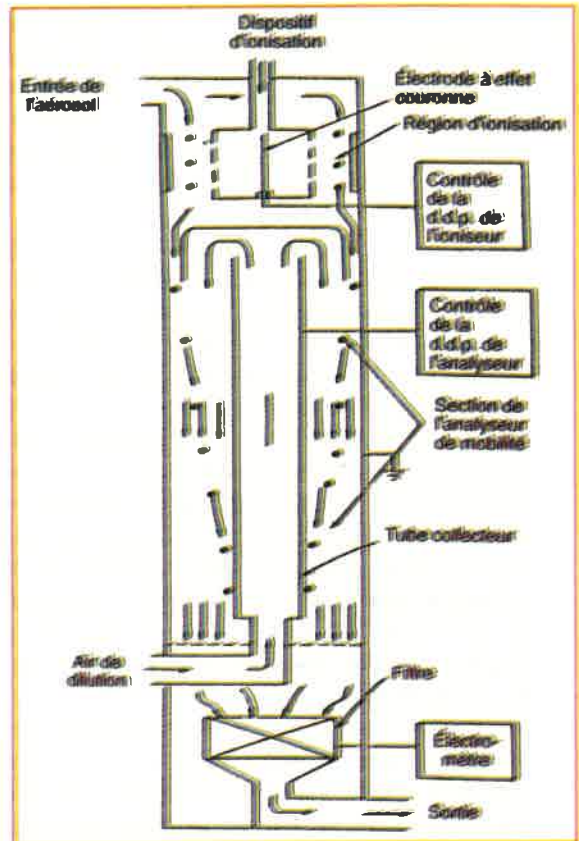 Dispositif
d'ionisation
Entrée de
l'aérosol
Électrode à effet
couronne
Région d'ionisation
Contrôle
de la
d.d.p. de
l'ioniseur
Contrôle
de la
d.d.p. de
l'analyseur
Section de
l'analyseur
de mobilité
Tube collecteur
Air de
dilution
Filtre
Électro-
mètre
Sortie